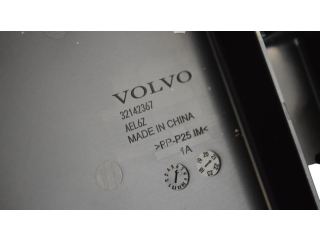 VOLVO
32142367
AEL6Z
MADE IN CHINA
>PP-P25 IM<
1A